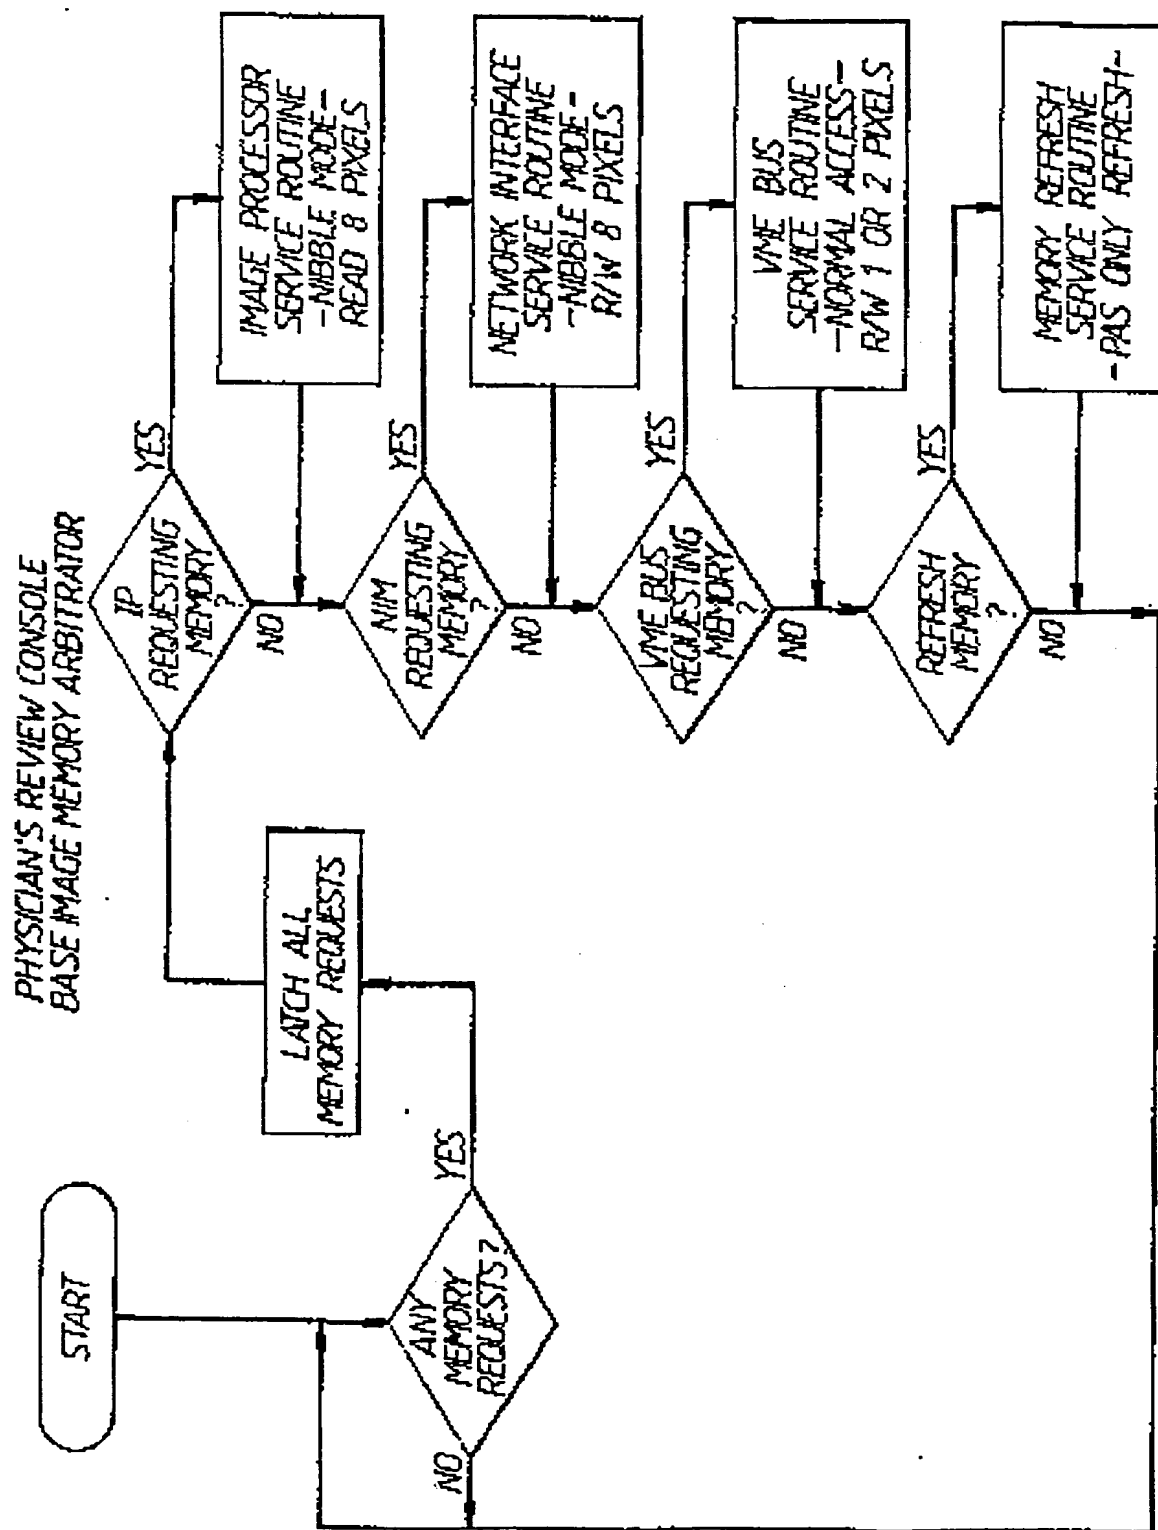 PHYSICIAN'S REVIEW CONSOLE
BASE IMAGE MEMORY ARBITRATOR
START
ANY
MEMORY
REQUESTS?
NO
YES
LATCH ALL
MEMORY REQUESTS
IP
REQUESTING
MEMORY
?
YES
NO
IMAGE PROCESSOR
SERVICE ROUTINE
-NIBBLE MODE-
READ 8 PIXELS
NIM
REQUESTING
MEMORY
?
YES
NO
NETWORK INTERFACE
SERVICE ROUTINE
-NIBBLE MODE-
R/W 8 PIXELS
VME BUS
REQUESTING
MEMORY
?
YES
NO
VME BUS
SERVICE ROUTINE
-NORMAL ACCESS-
R/W 1 OR 2 PIXELS
REFRESH
MEMORY
?
YES
NO
MEMORY REFRESH
SERVICE ROUTINE
-PAS ONLY REFRESH-